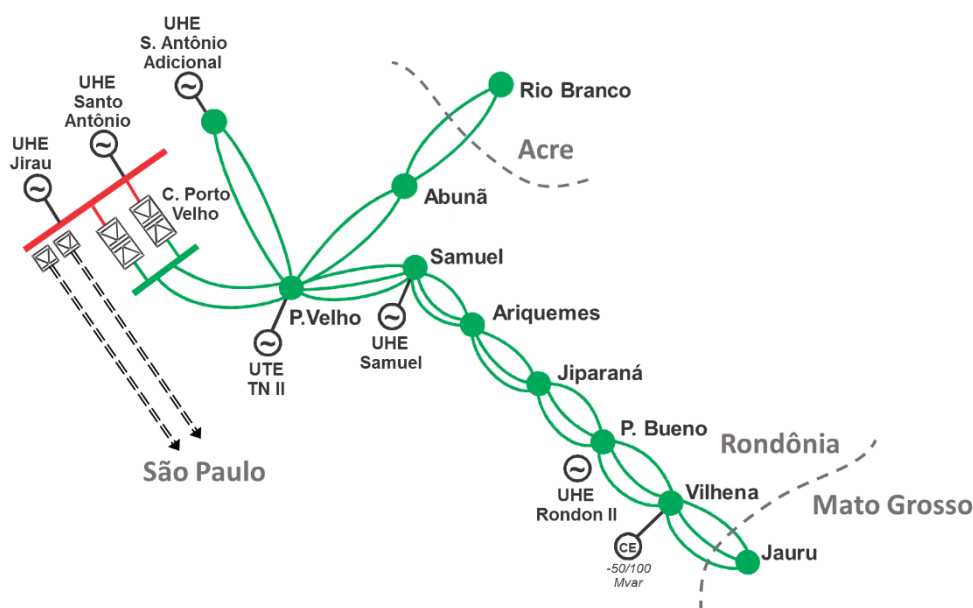 UHE
S. Antônio
Adicional
UHE
Santo
Antônio
UHE
Jirau
C. Porto
Velho
Rio Branco
Acre
Abunã
Samuel
P.Velho
UTE
TN II
UHE
Samuel
Ariquemes
Jiparaná
P. Bueno
Rondônia
São Paulo
UHE
Rondon II
Vilhena
Mato Grosso
CE
-50/100
Mvar
Jauru